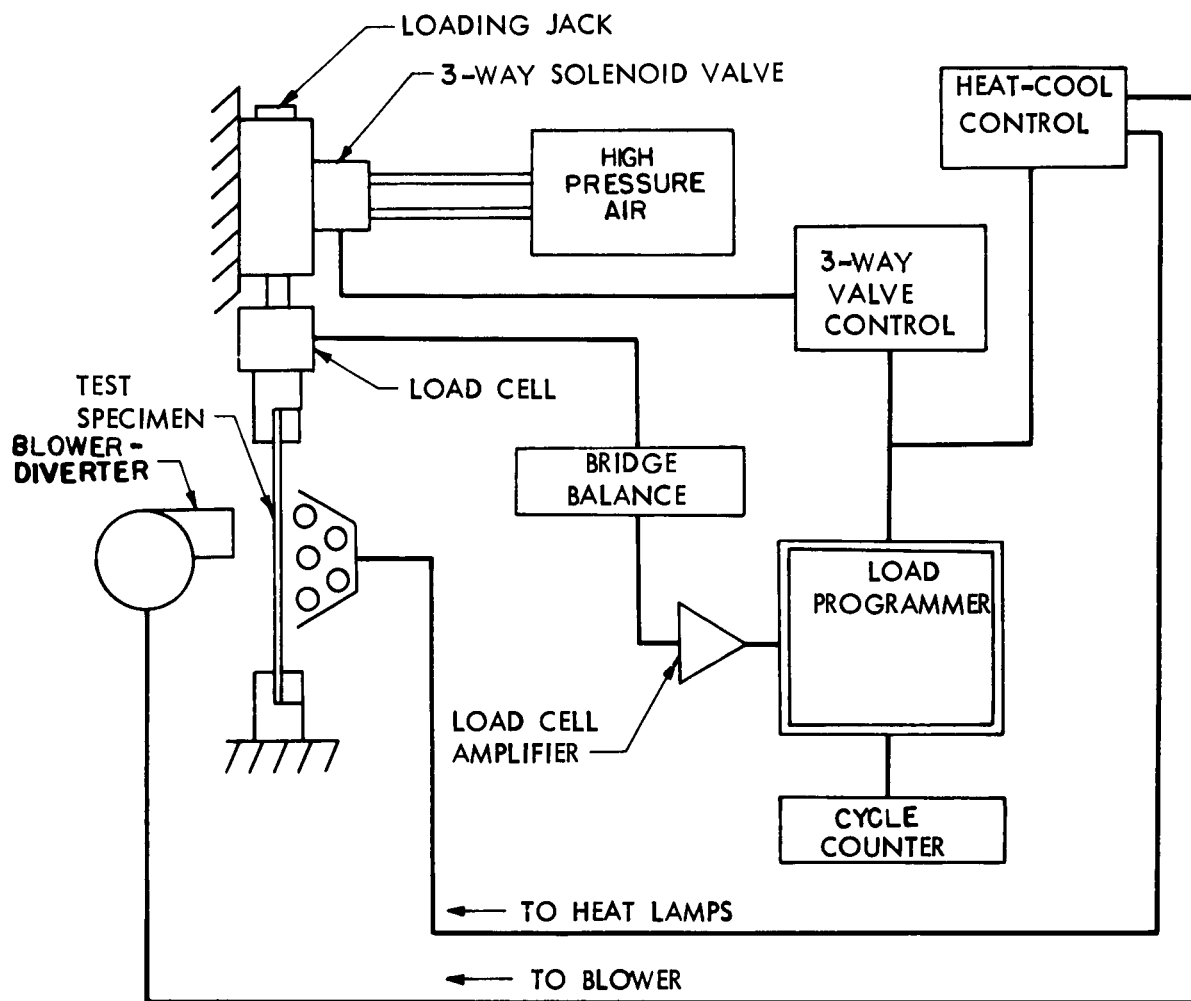 LOADING JACK
3-WAY SOLENOID VALVE
HEAT-COOL
CONTROL
HIGH
PRESSURE
AIR
3-WAY
VALVE
CONTROL
LOAD CELL
TEST
SPECIMEN
BLOWER-
DIVERTER
BRIDGE
BALANCE
LOAD
PROGRAMMER
LOAD CELL
AMPLIFIER
CYCLE
COUNTER
TO HEAT LAMPS
TO BLOWER